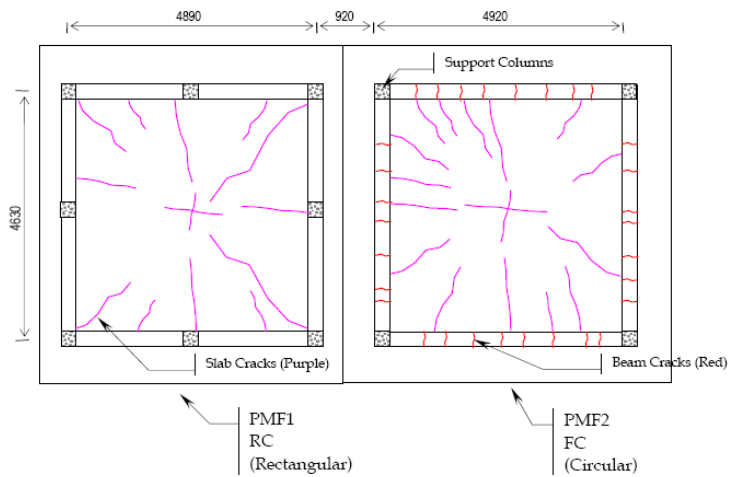 4890
920
4920
Support Columns
4630
Slab Cracks (Purple)
Beam Cracks (Red)
PMF1
RC
(Rectangular)
PMF2
FC
(Circular)